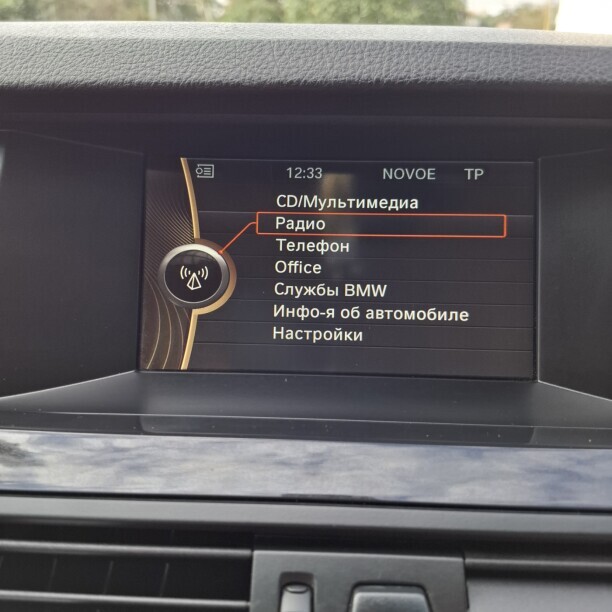 12:33 NOVOE TP
CD/Мультимедиа
Радио
Телефон
Office
Службы BMW
Инфо-я об автомобиле
Настройки